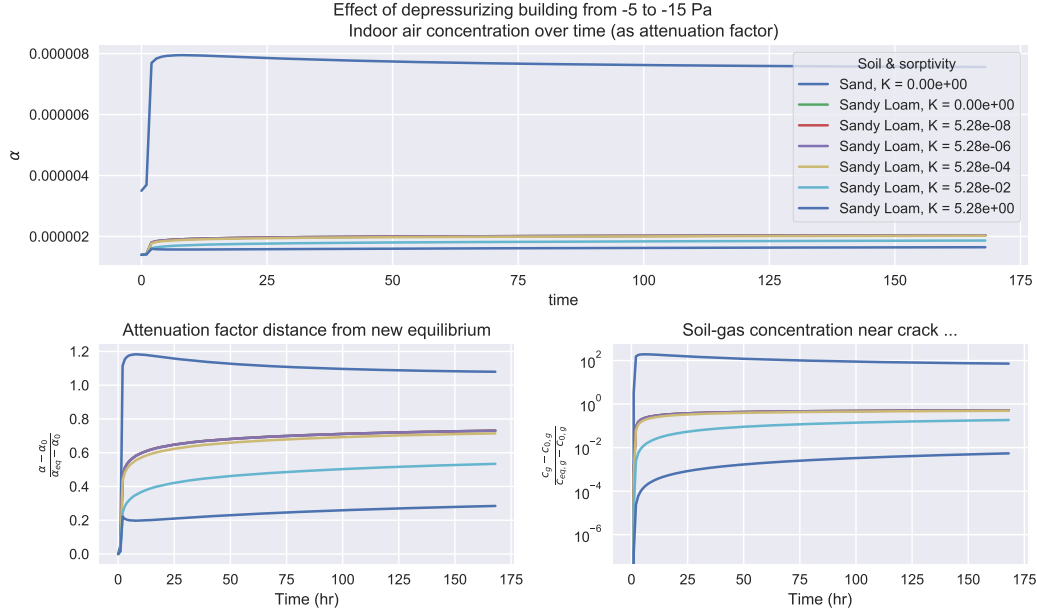 Effect of depressurizing building from -5 to -15 Pa
Indoor air concentration over time (as attenuation factor)
α
0.000008
0.000006
0.000004
0.000002
Soil & sorptivity
Sand, K = 0.00e+00
Sandy Loam, K = 0.00e+00
Sandy Loam, K = 5.28e-08
Sandy Loam, K = 5.28e-06
Sandy Loam, K = 5.28e-04
Sandy Loam, K = 5.28e-02
Sandy Loam, K = 5.28e+00
0 25 50 75 100 125 150 175
time
Attenuation factor distance from new equilibrium
α − α₀
αeq − α₀
1.2
1.0
0.8
0.6
0.4
0.2
0.0
0 25 50 75 100 125 150 175
Time (hr)
Soil-gas concentration near crack ...
cg − c0,g
ceq,g − c0,g
10²
10⁰
10⁻²
10⁻⁴
10⁻⁶
0 25 50 75 100 125 150 175
Time (hr)